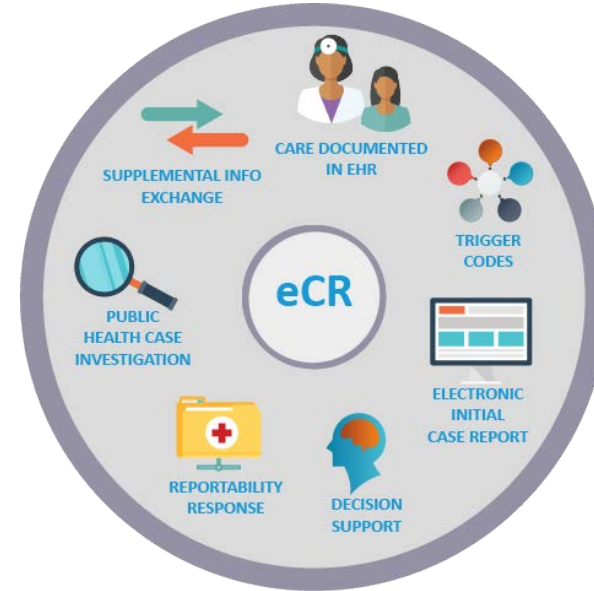 CARE DOCUMENTED
IN EHR
TRIGGER
CODES
ELECTRONIC
INITIAL
CASE REPORT
DECISION
SUPPORT
REPORTABILITY
RESPONSE
PUBLIC
HEALTH CASE
INVESTIGATION
SUPPLEMENTAL INFO
EXCHANGE
eCR